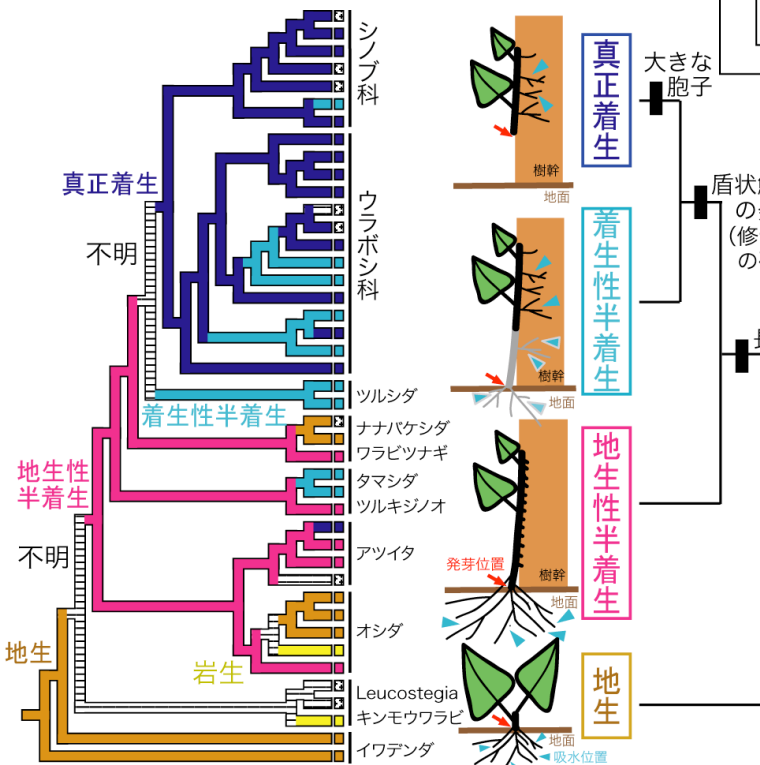 シノブ科
ウラボシ科
ツルシダ
ナナバケシダ
ワラビツナギ
タマシダ
ツルキジノオ
アツイタ
オシダ
Leucostegia
キンモウワラビ
イワデンダ
真正着生
不明
着生性半着生
地生性
半着生
不明
地生
岩生
樹幹
地面
樹幹
地面
発芽位置
樹幹
地面
地面
吸水位置
真正着生
着生性半着生
地生性半着生
地生
大きな
胞子
盾状
の
(修
の